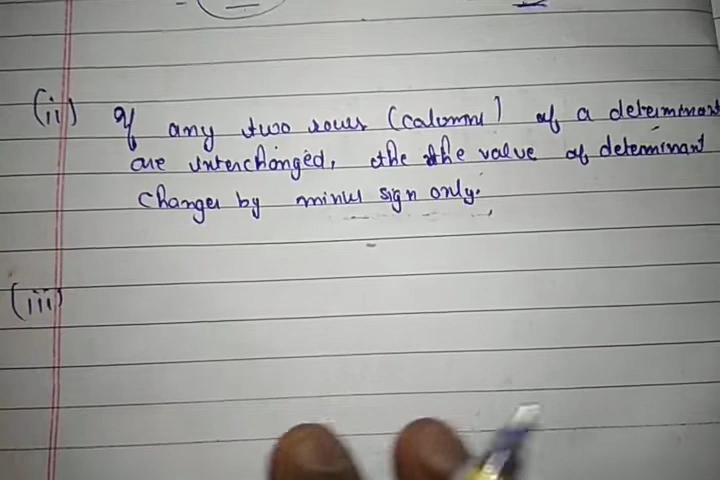 (ii) If any two rows (columns) of a determinant
are interchanged, the the value of determinant
changes by minus sign only.
(iii)